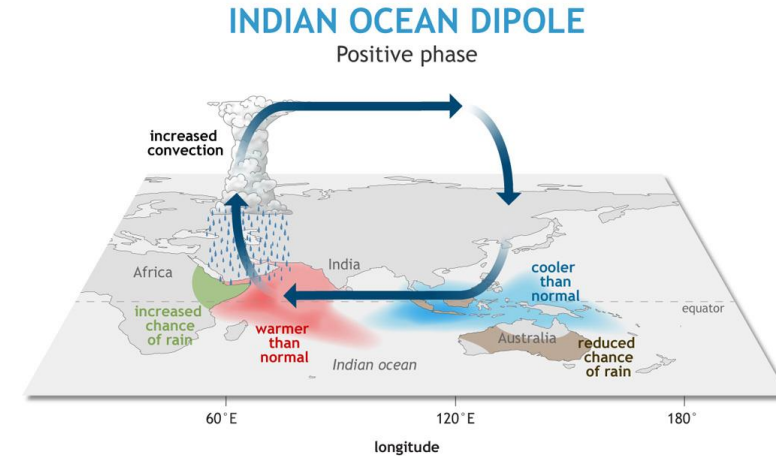 INDIAN OCEAN DIPOLE
Positive phase
increased
convection
Africa
India
cooler
than
normal
equator
increased
chance
of rain
warmer
than
normal
Indian ocean
Australia
reduced
chance
of rain
60°E
120°E
180°
longitude